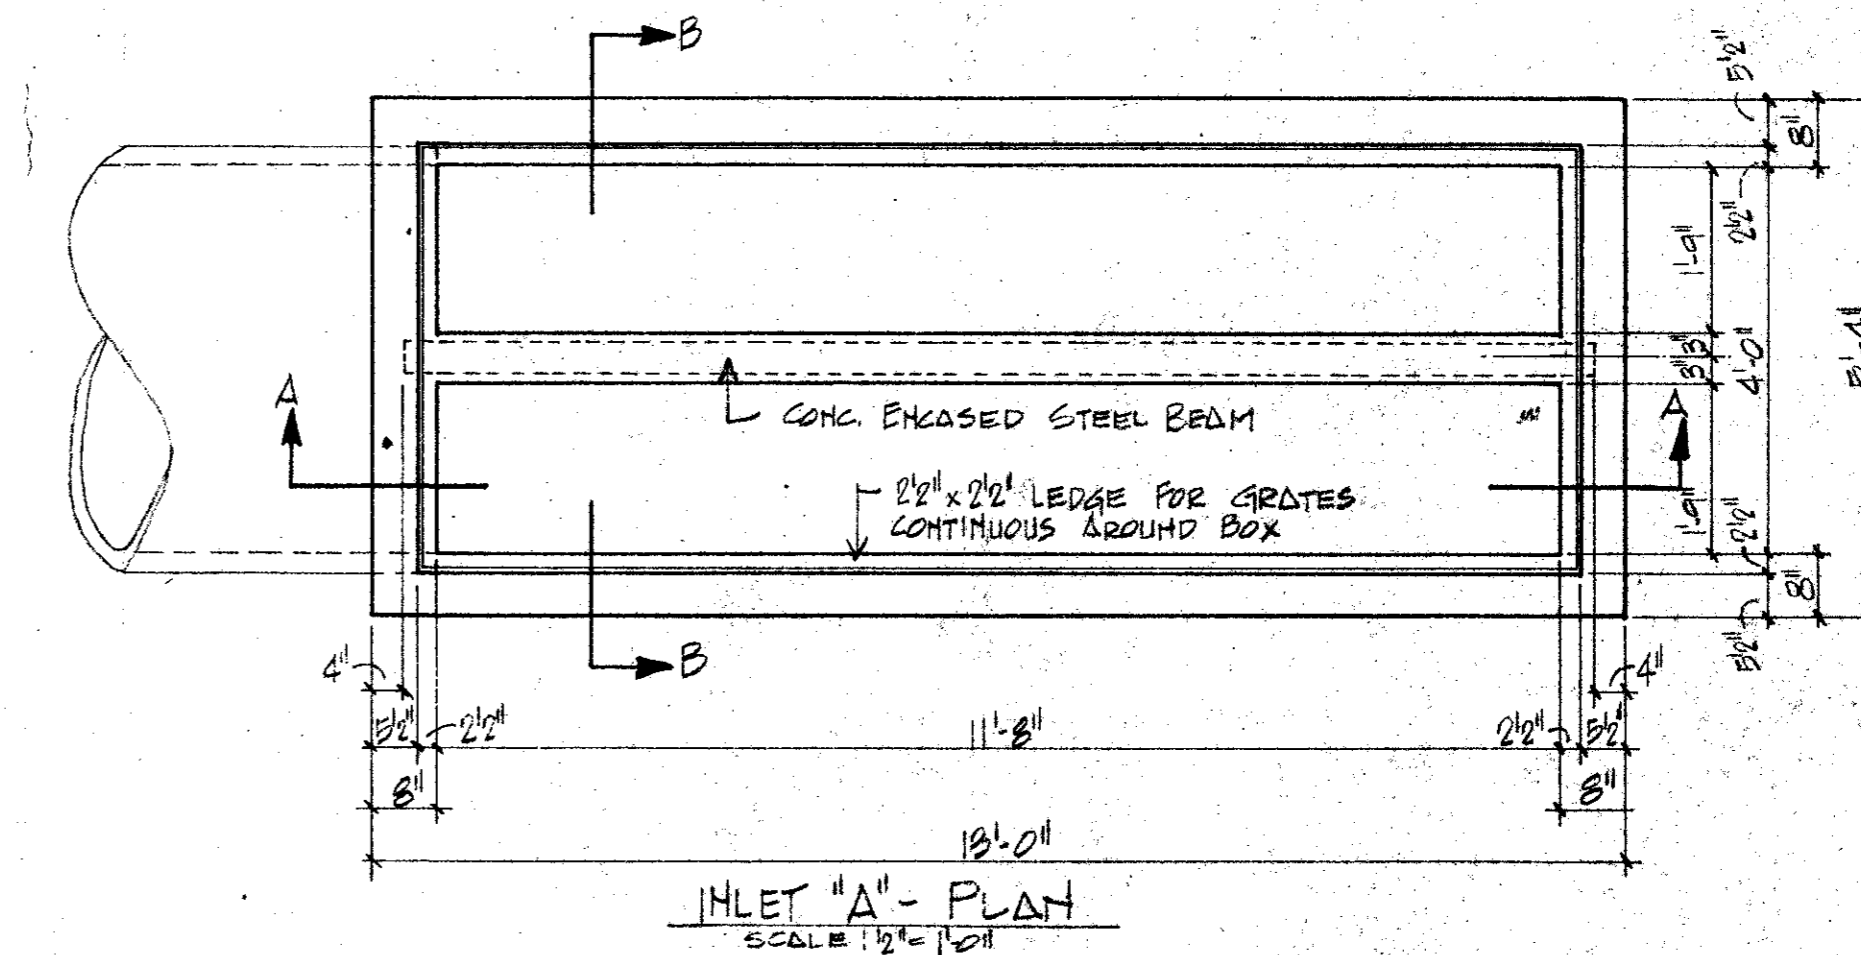 B
5½"
8"
2½"
1'-9"
3"
3"
4'-0"
5'-4"
A
CONC. ENCASED STEEL BEAM
A
2½" x 2½" LEDGE FOR GRATES
CONTINUOUS AROUND BOX
1'-9"
2½"
8"
5½"
B
4"
4"
5½"
2½"
11'-8"
2½"
5½"
8"
8"
13'-0"
INLET "A" - PLAN
SCALE: ½" = 1'-0"